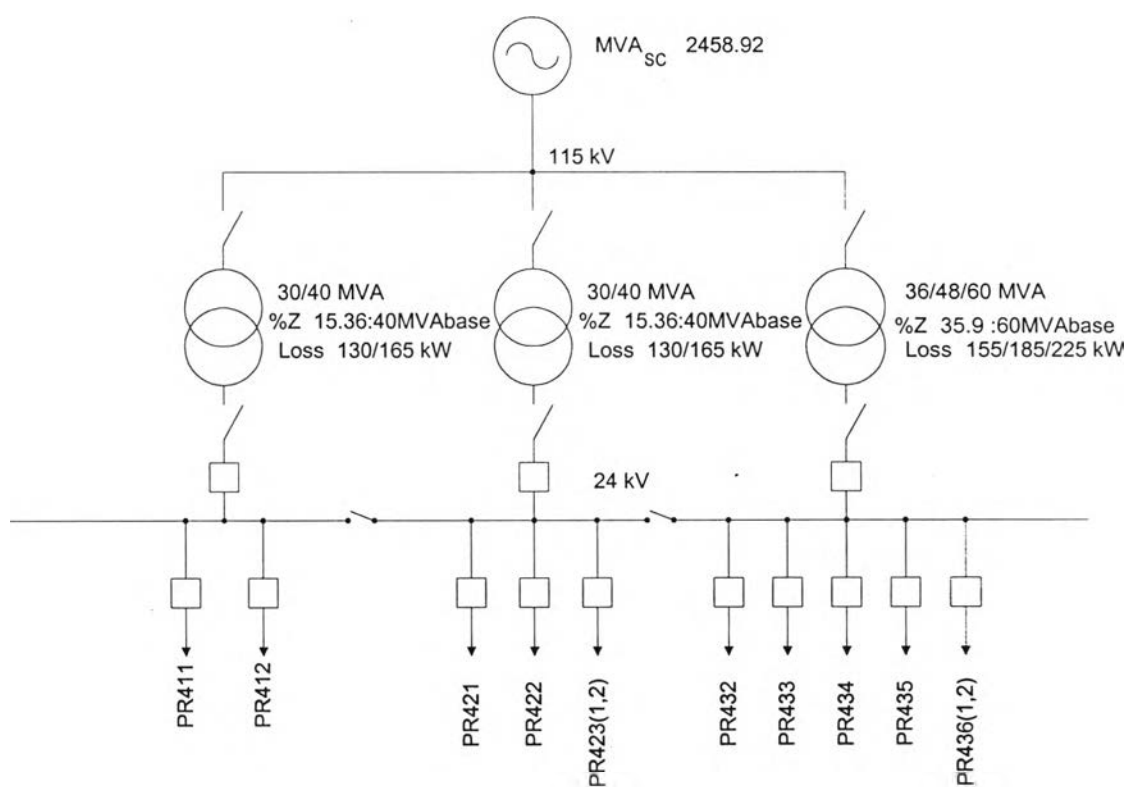 MVAsc 2458.92
115 kV
30/40 MVA
%Z 15.36:40MVAbase
Loss 130/165 kW
30/40 MVA
%Z 15.36:40MVAbase
Loss 130/165 kW
36/48/60 MVA
%Z 35.9 :60MVAbase
Loss 155/185/225 kW
24 kV
PR411
PR412
PR421
PR422
PR423(1,2)
PR432
PR433
PR434
PR435
PR436(1,2)